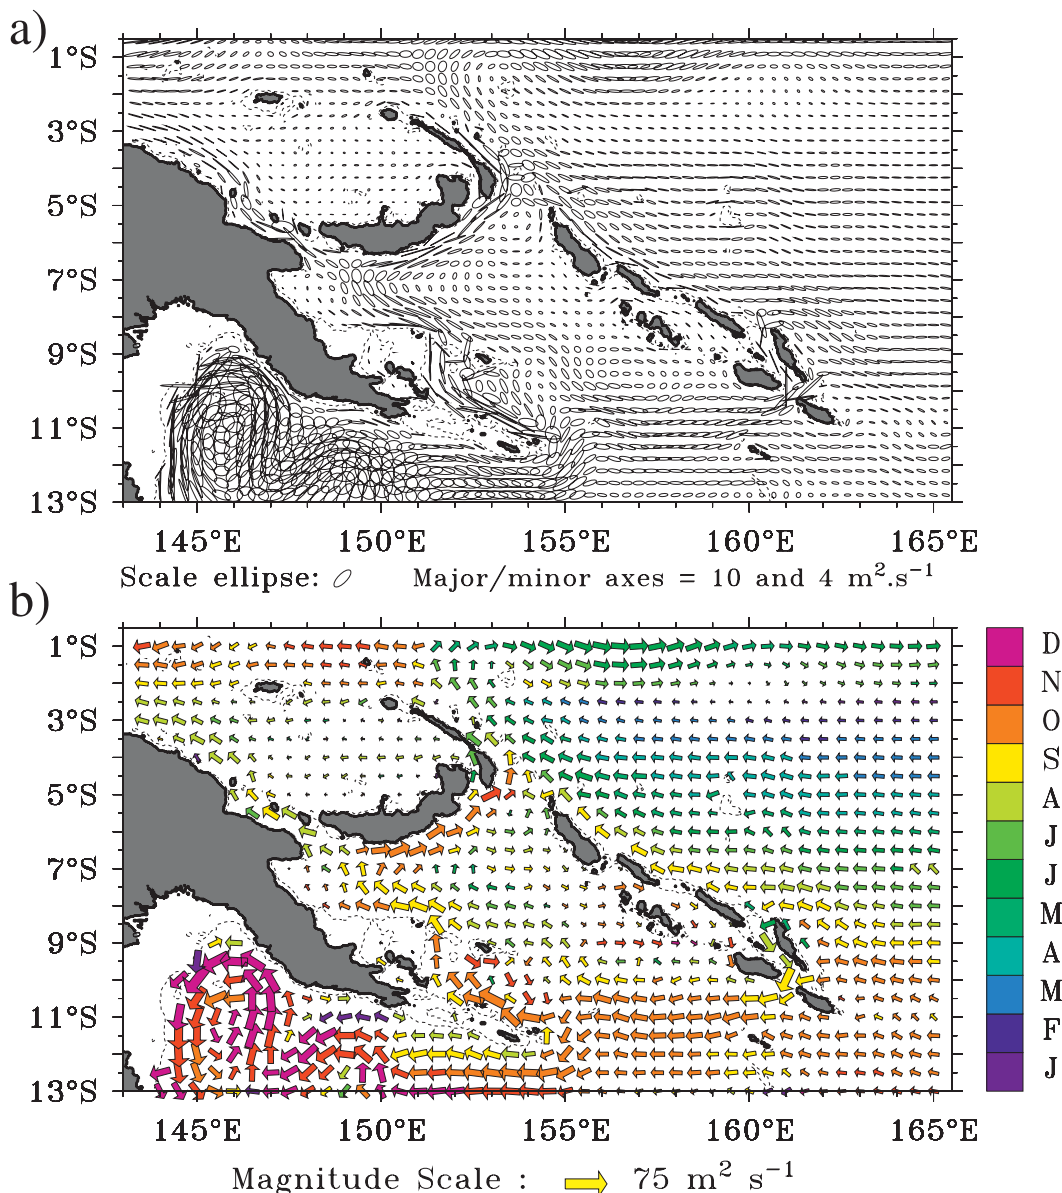 a)
1°S
3°S
5°S
7°S
9°S
11°S
13°S
145°E 150°E 155°E 160°E 165°E
Scale ellipse: Major/minor axes = 10 and 4 m².s⁻¹
b)
1°S
3°S
5°S
7°S
9°S
11°S
13°S
145°E 150°E 155°E 160°E 165°E
D
N
O
S
A
J
J
M
A
M
F
J
Magnitude Scale : 75 m² s⁻¹